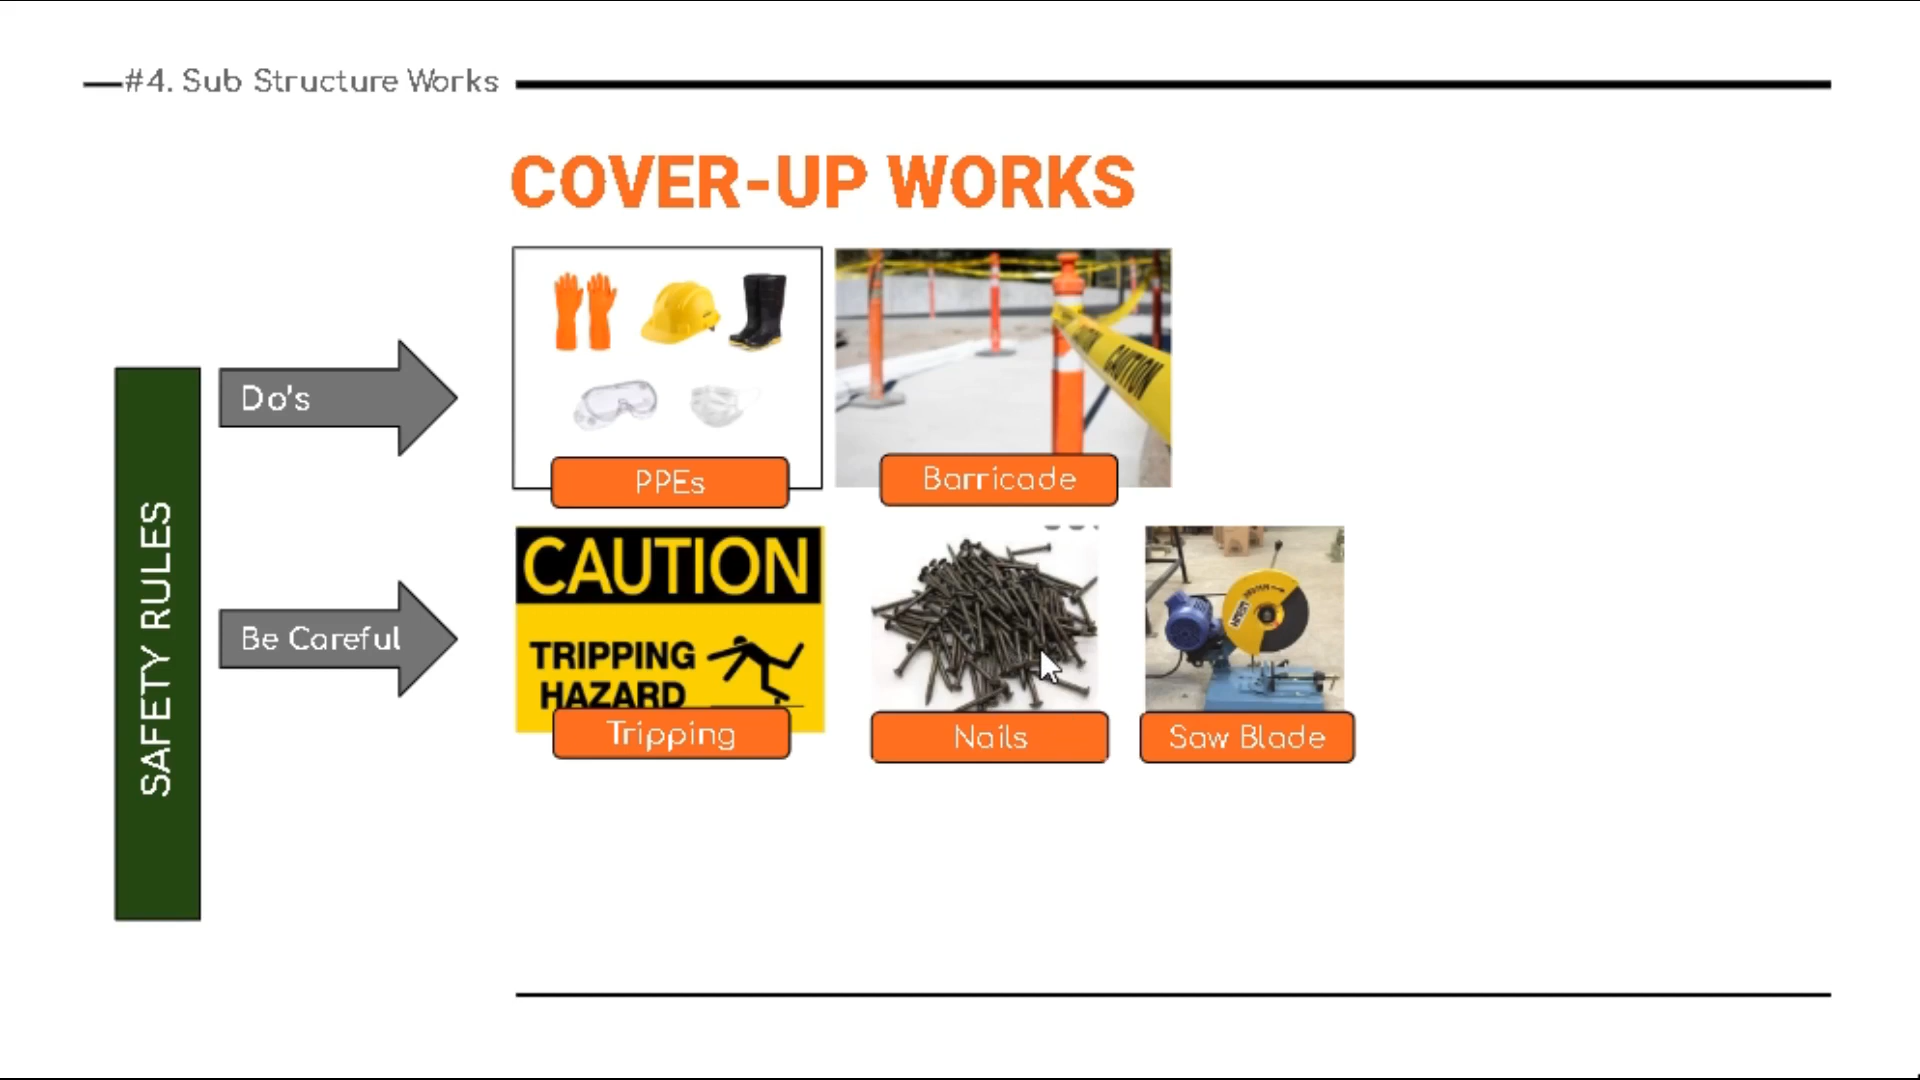 #4. Sub Structure Works
COVER-UP WORKS
SAFETY RULES
Do's
CAUTION
PPEs
Barricade
Be Careful
CAUTION
TRIPPING
HAZARD
Tripping
Nails
Saw Blade